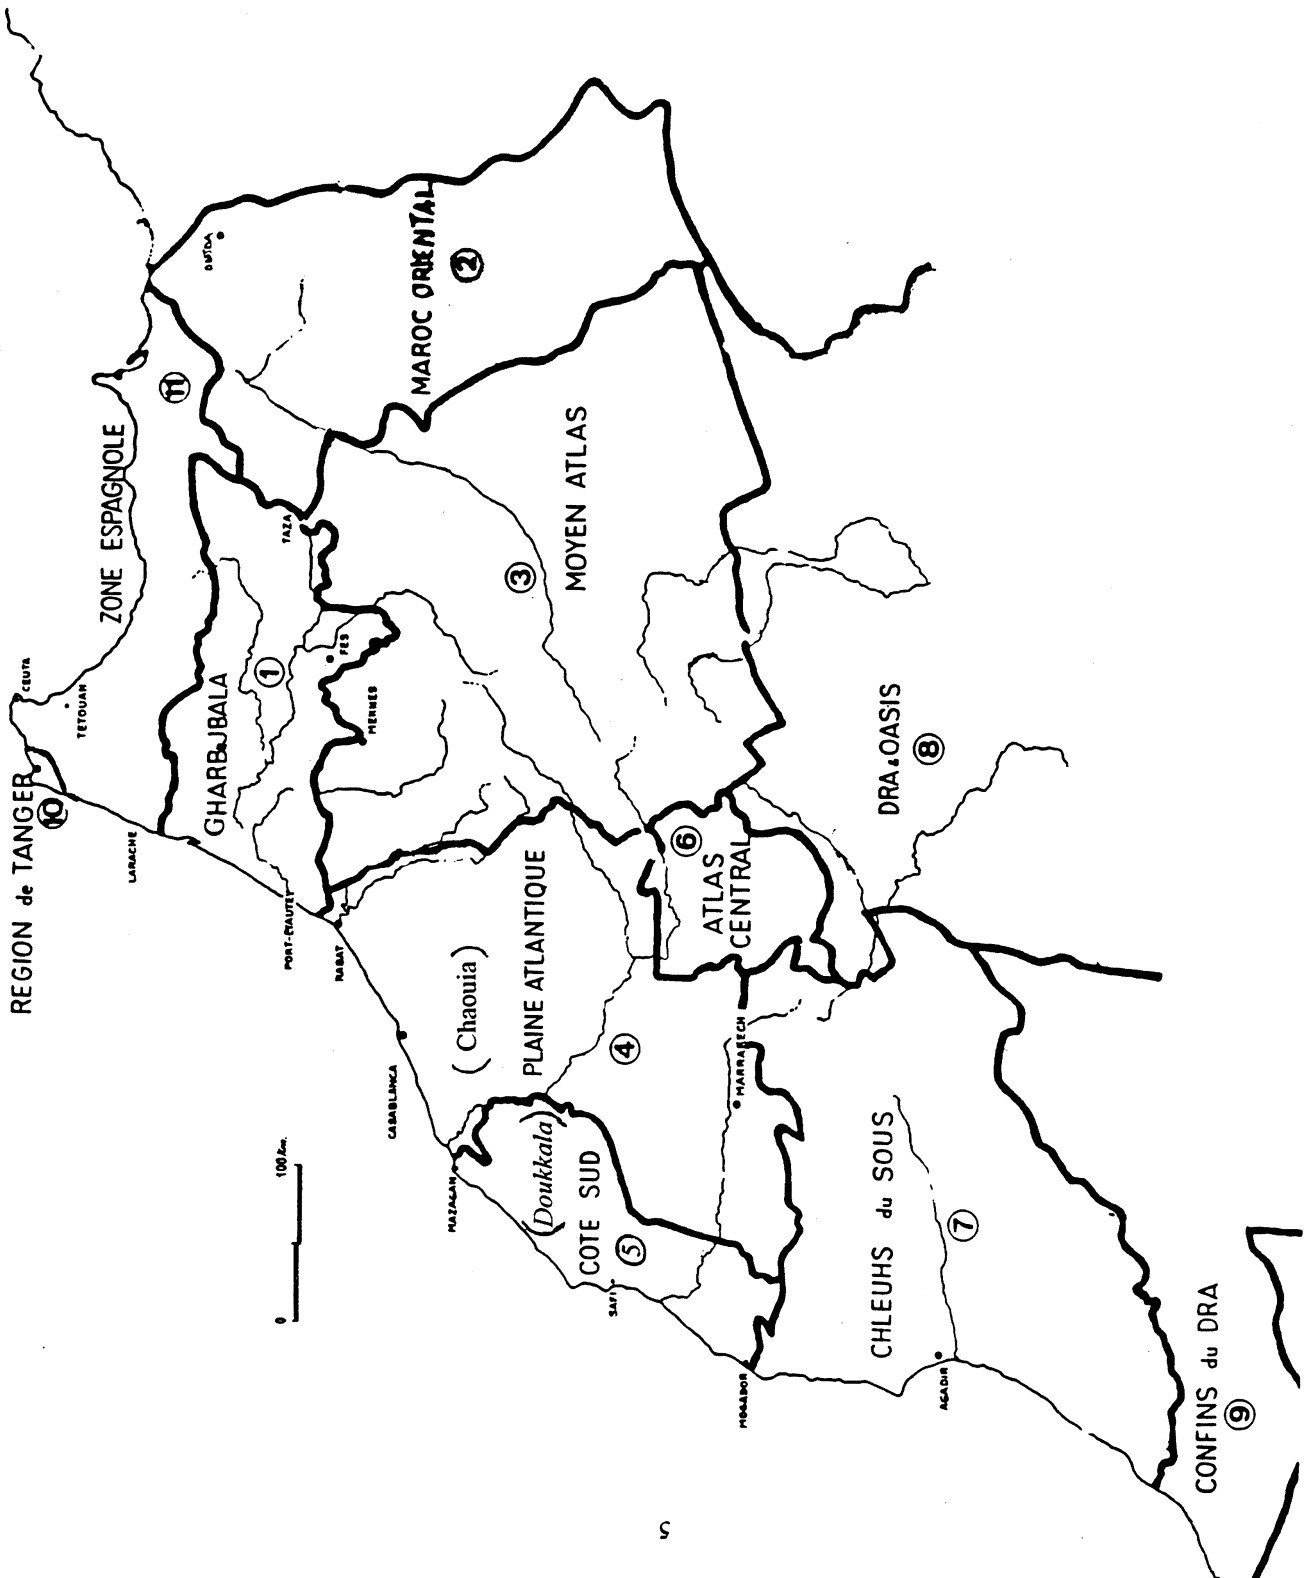 REGION de TANGER
10
CEUTA
TETOUAN
ZONE ESPAGNOLE
11
LARACHE
GHARB & JBALA
1
OUJDA
TAZA
FES
MEKNES
PORT-LYAUTEY
RABAT
MAROC ORIENTAL
2
3
MOYEN ATLAS
CASABLANCA
(Chaouia)
PLAINE ATLANTIQUE
4
0
100 Km.
MAZAGAN
(Doukkala)
COTE SUD
5
SAFI
6
ATLAS
CENTRAL
MARRAKECH
MOGADOR
DRA & OASIS
8
CHLEUHS du SOUS
7
AGADIR
CONFINS du DRA
9
5